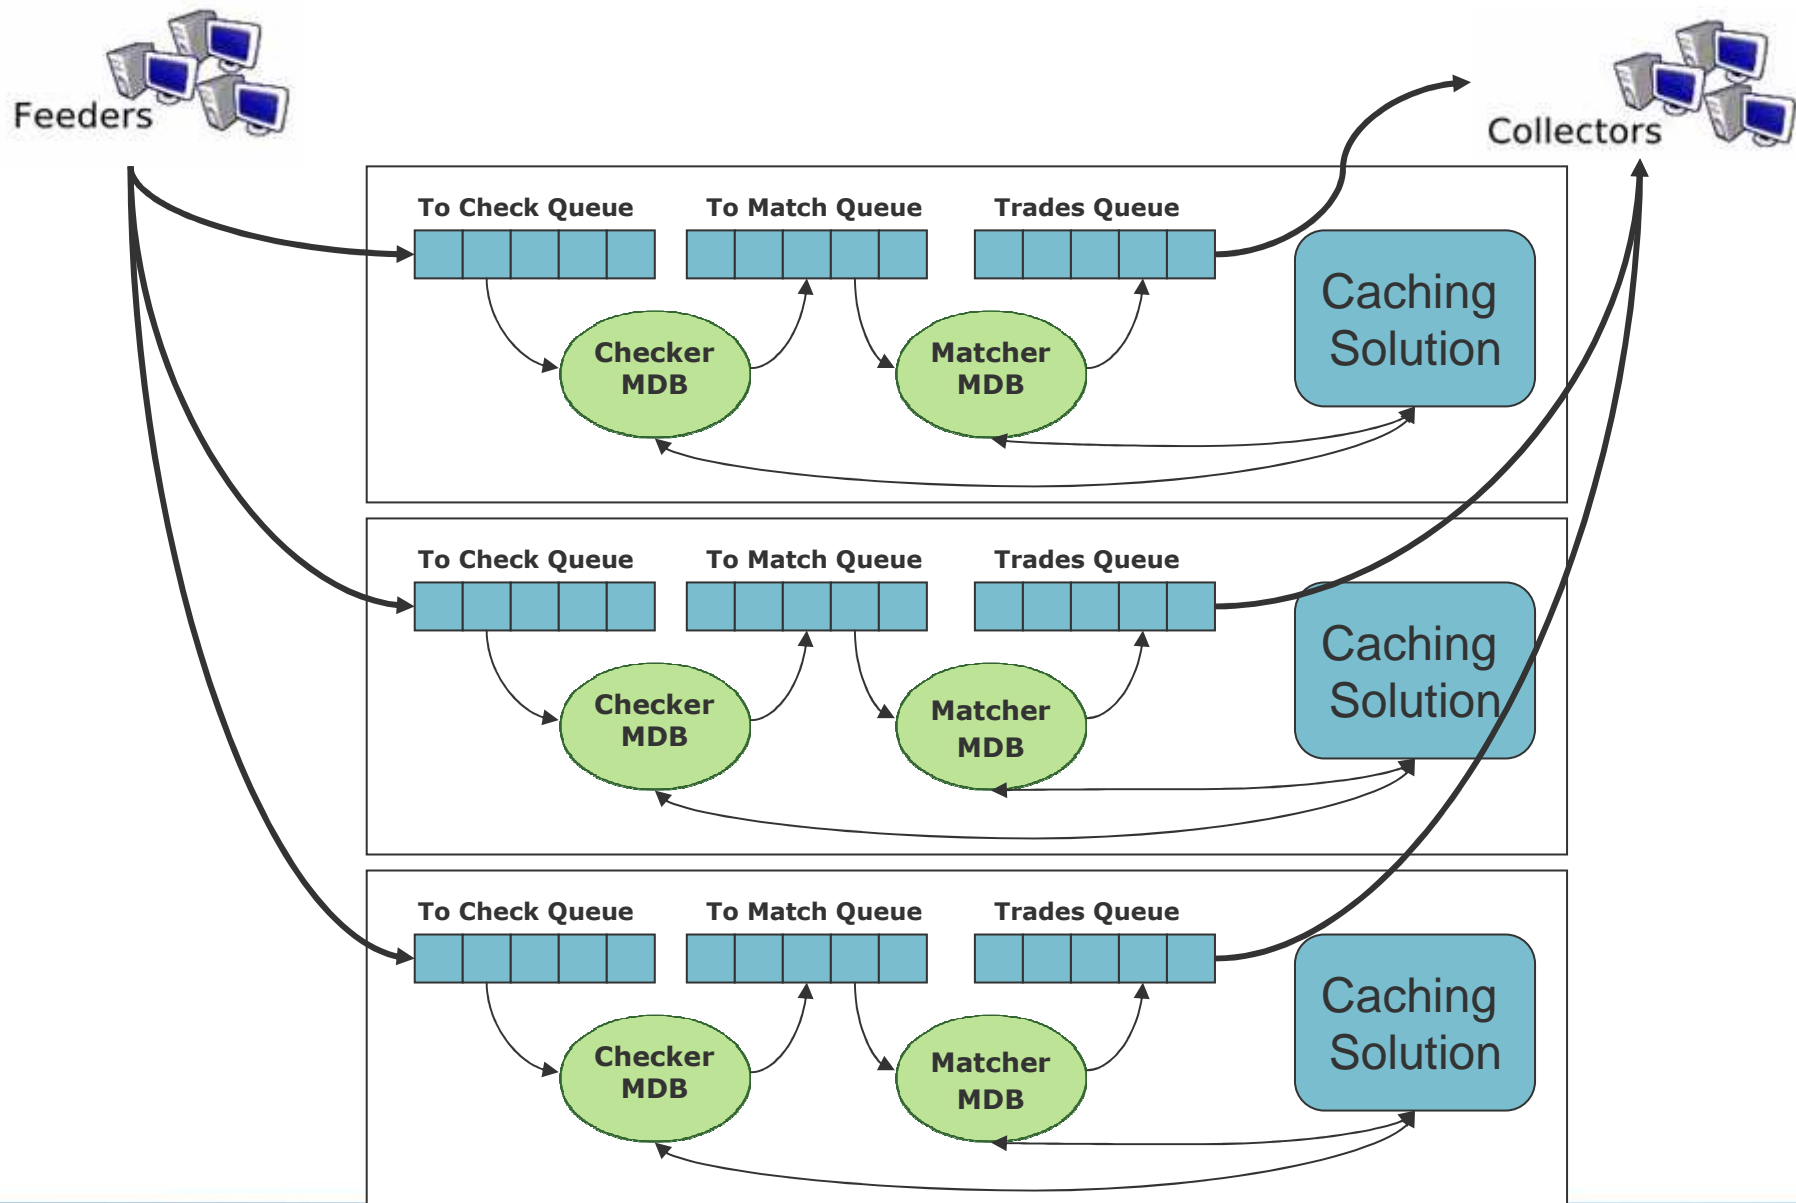 Feeders
Collectors
To Check Queue
To Match Queue
Trades Queue
Caching
Solution
Checker
MDB
Matcher
MDB
To Check Queue
To Match Queue
Trades Queue
Caching
Solution
Checker
MDB
Matcher
MDB
To Check Queue
To Match Queue
Trades Queue
Caching
Solution
Checker
MDB
Matcher
MDB